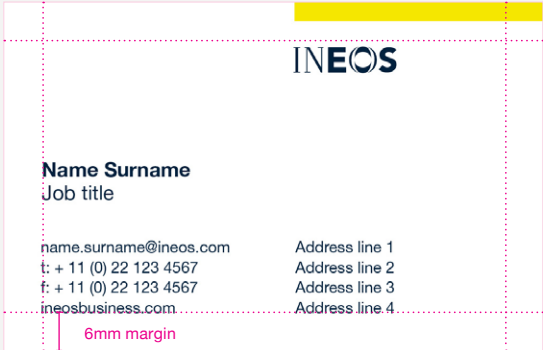 INEOS
Name Surname
Job title
name.surname@ineos.com
t: + 11 (0) 22 123 4567
f: + 11 (0) 22 123 4567
ineosbusiness.com
Address line 1
Address line 2
Address line 3
Address line 4
6mm margin